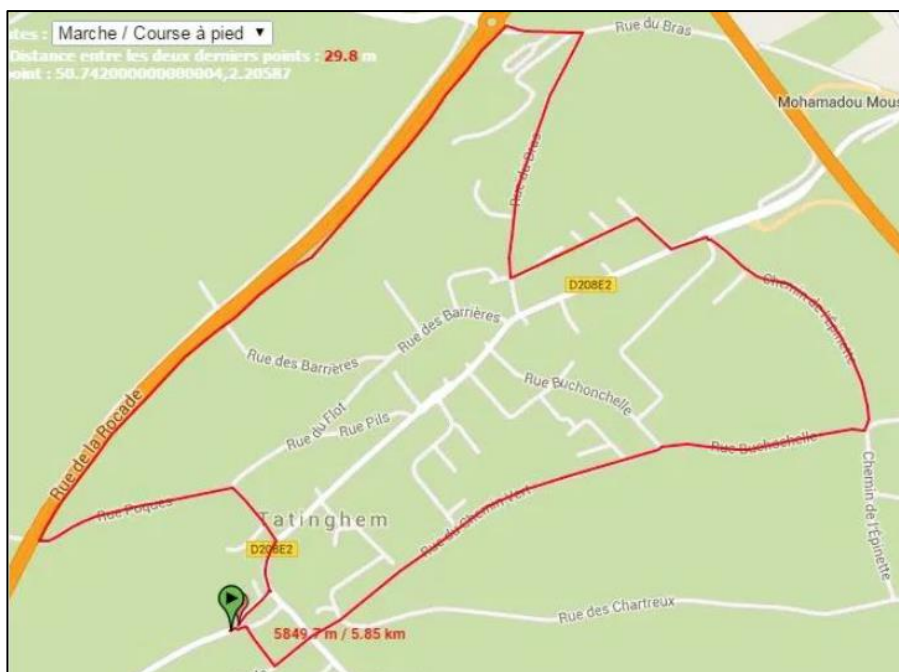 tes : Marche / Course à pied
Distance entre les deux derniers points : 29.8 m
point : 50.742000000000004,2.20587
Rue du Bras
Mohamadou Mous
Rue du Bras
D208E2
Chemin de l'Épinette
Rue des Barrières
Rue des Barrières
Rue Buchonchelle
Rue de la Rocade
Rue du Flot
Rue Pils
Rue Buchochelle
Rue Poques
Rue du Chemin Vert
Chemin de l'Épinette
Tatinghem
D208E2
Rue des Chartreux
5849.7 m / 5.85 km